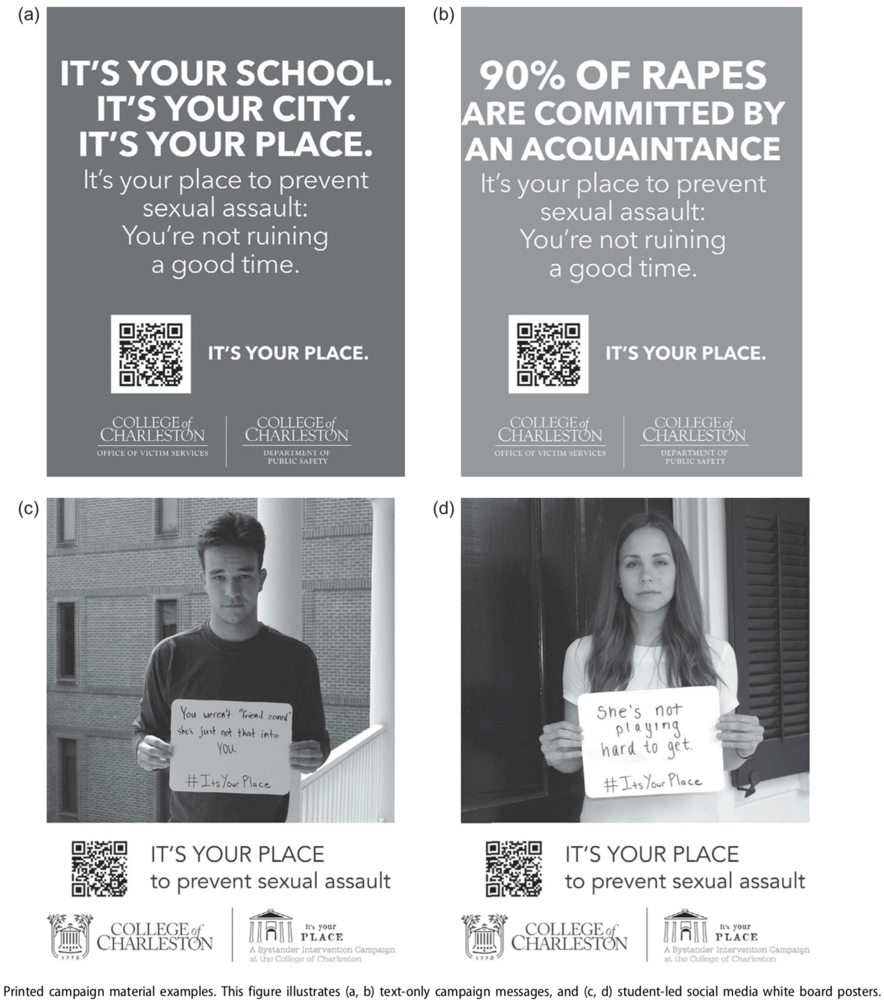 (a)
IT'S YOUR SCHOOL.
IT'S YOUR CITY.
IT'S YOUR PLACE.
It's your place to prevent
sexual assault:
You're not ruining
a good time.
IT'S YOUR PLACE.
COLLEGE of
CHARLESTON
OFFICE OF VICTIM SERVICES
COLLEGE of
CHARLESTON
DEPARTMENT OF
PUBLIC SAFETY
(b)
90% OF RAPES
ARE COMMITTED BY
AN ACQUAINTANCE
It's your place to prevent
sexual assault:
You're not ruining
a good time.
IT'S YOUR PLACE.
COLLEGE of
CHARLESTON
OFFICE OF VICTIM SERVICES
COLLEGE of
CHARLESTON
DEPARTMENT OF
PUBLIC SAFETY
(c)
You weren't "friend zoned"
she's just not that into
YOU.
#ItsYourPlace
IT'S YOUR PLACE
to prevent sexual assault
1770
COLLEGE of
CHARLESTON
It's your
PLACE
A Bystander Intervention Campaign
at the College of Charleston
(d)
She's not
playing
hard to get.
#ItsYourPlace
IT'S YOUR PLACE
to prevent sexual assault
1770
COLLEGE of
CHARLESTON
It's your
PLACE
A Bystander Intervention Campaign
at the College of Charleston
Printed campaign material examples. This figure illustrates (a, b) text-only campaign messages, and (c, d) student-led social media white board posters.